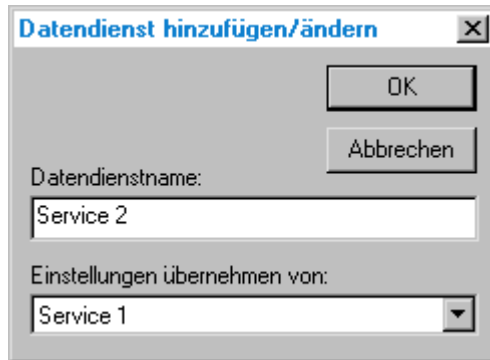 Datendienst hinzufügen/ändern
OK
Abbrechen
Datendienstname:
Service 2
Einstellungen übernehmen von:
Service 1